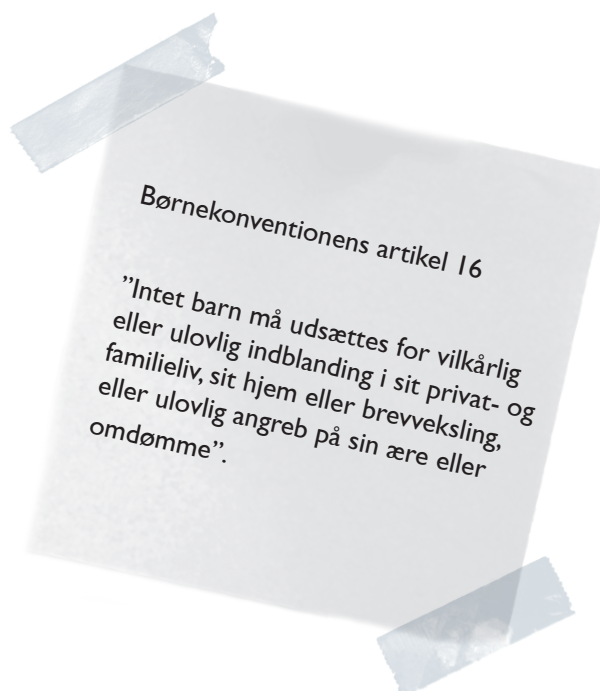 Børnekonventionens artikel 16
”Intet barn må udsættes for vilkårlig
eller ulovlig indblanding i sit privat- og
familieliv, sit hjem eller brevveksling,
eller ulovlig angreb på sin ære eller
omdømme”.